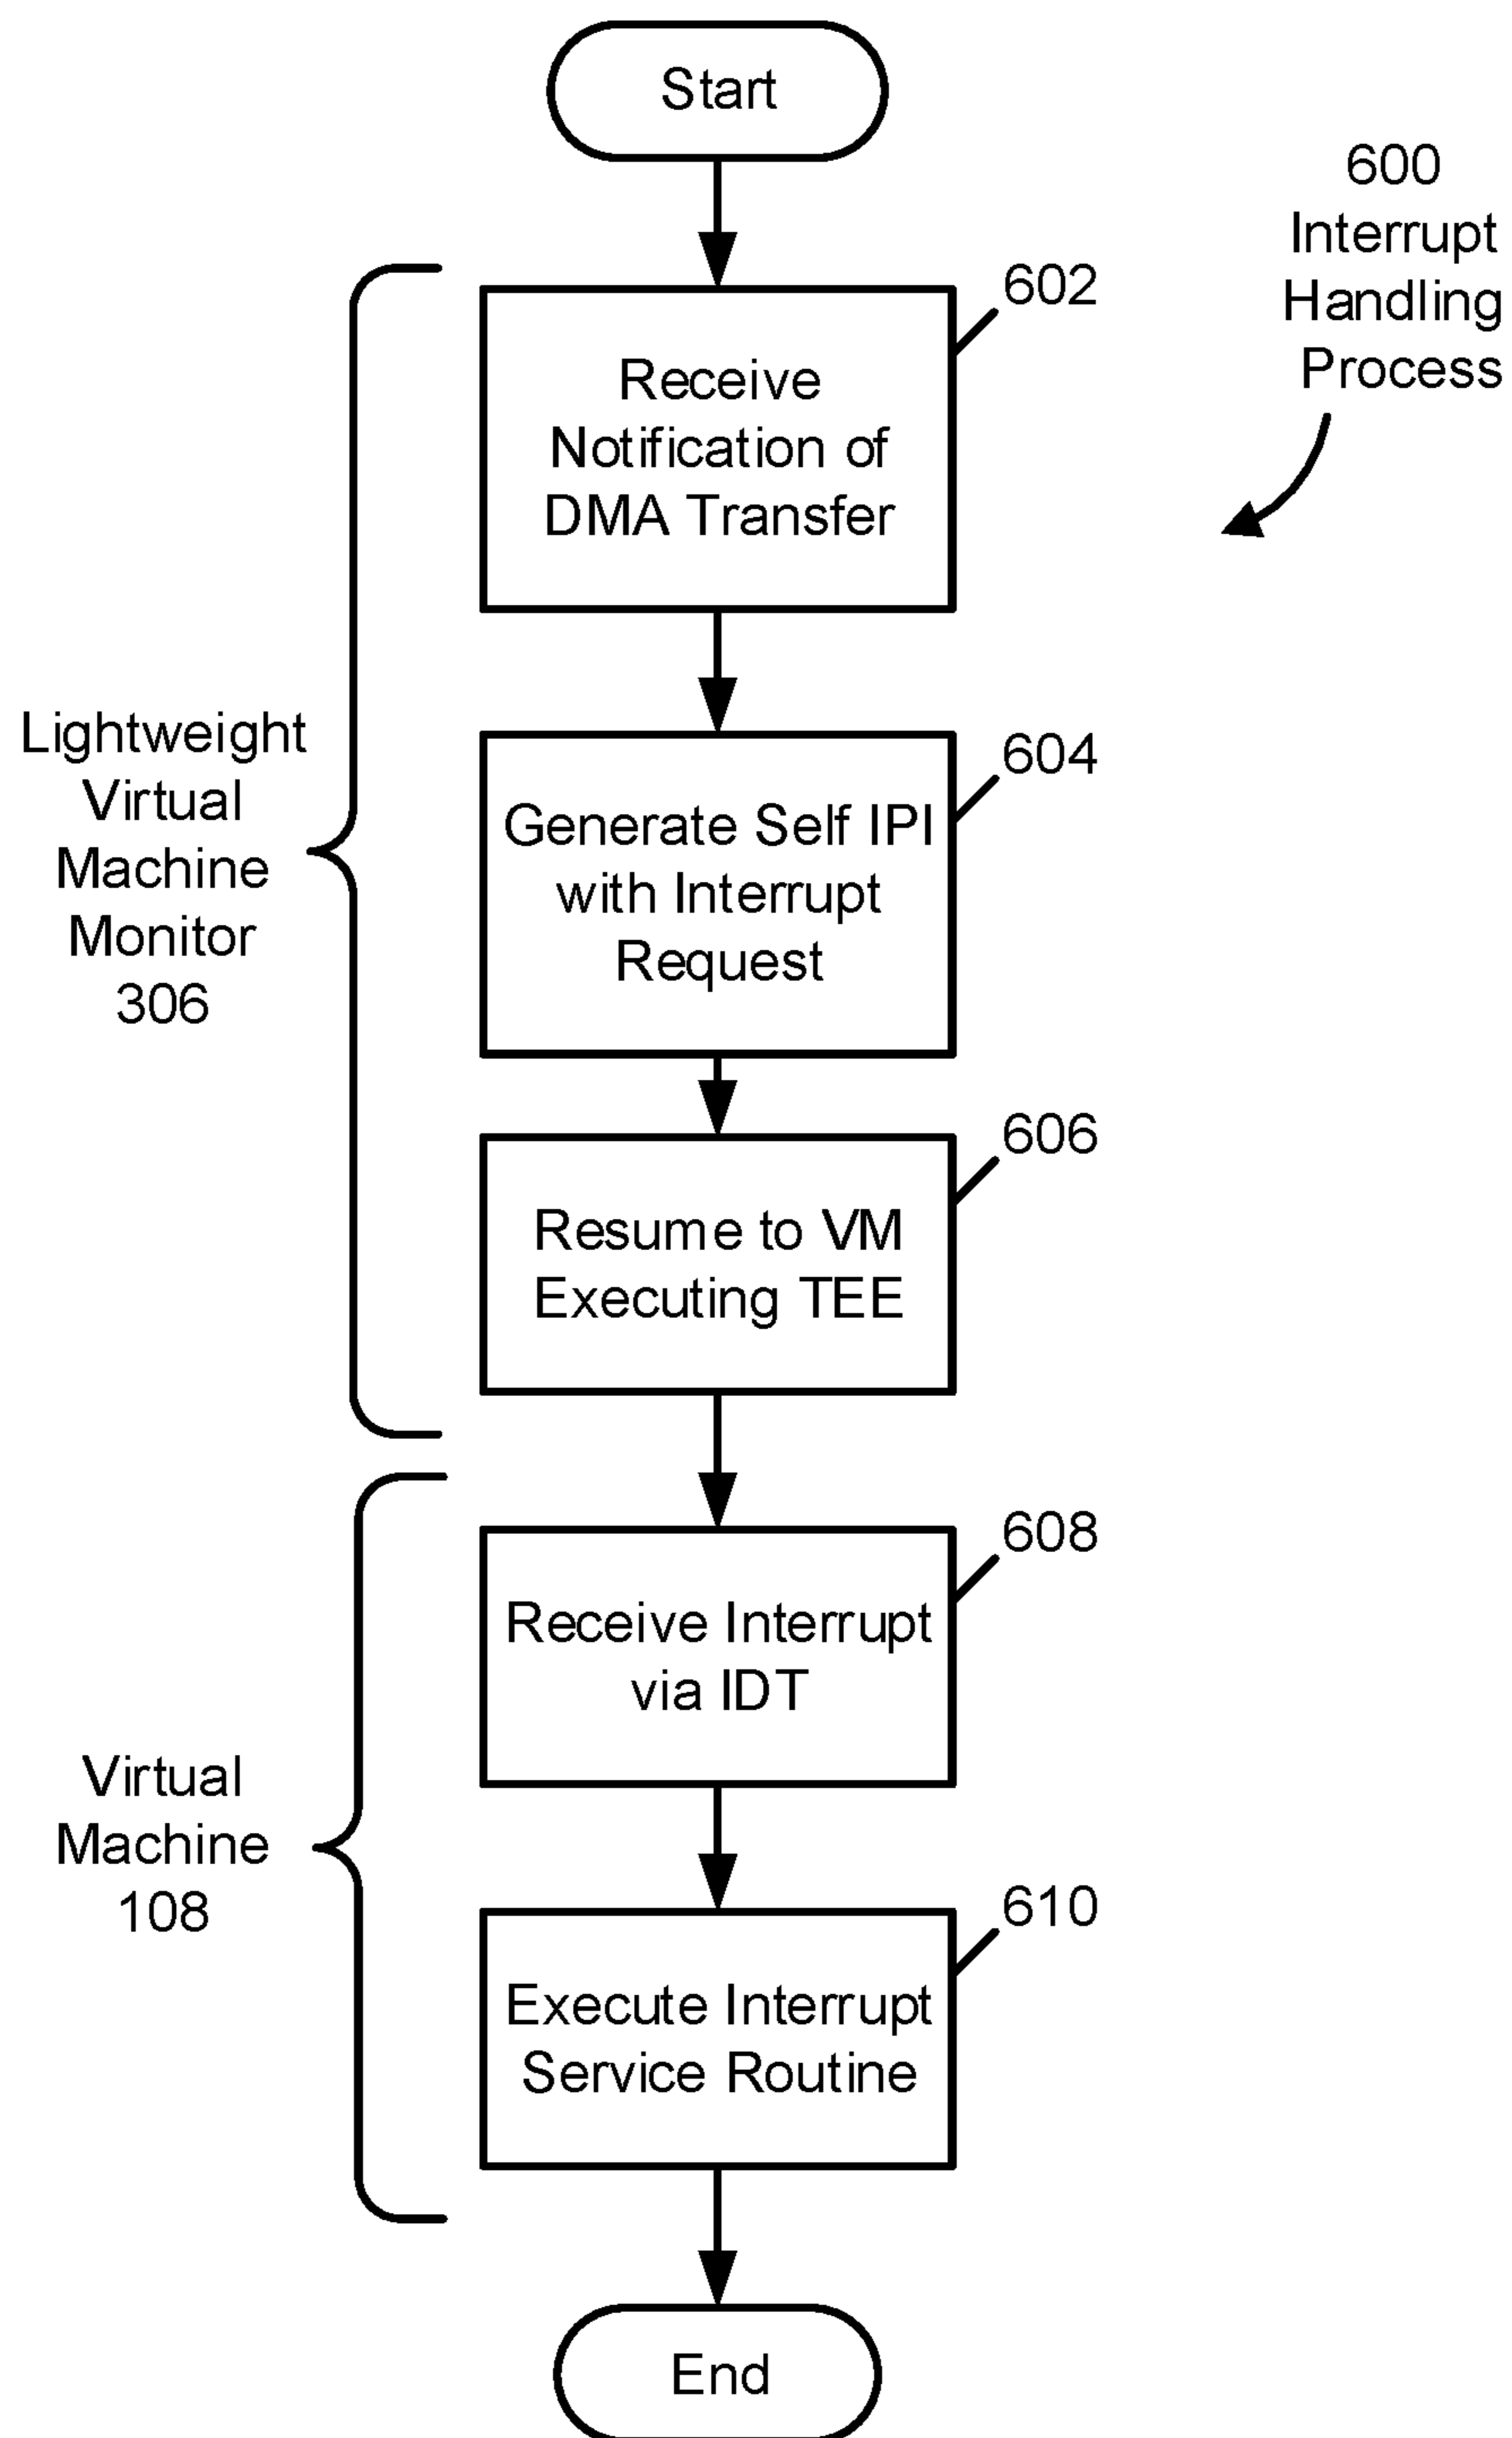 Start
600
Interrupt
Handling
Process
602
Receive
Notification of
DMA Transfer
Lightweight
Virtual
Machine
Monitor
306
604
Generate Self IPI
with Interrupt
Request
606
Resume to VM
Executing TEE
608
Receive Interrupt
via IDT
Virtual
Machine
108
610
Execute Interrupt
Service Routine
End